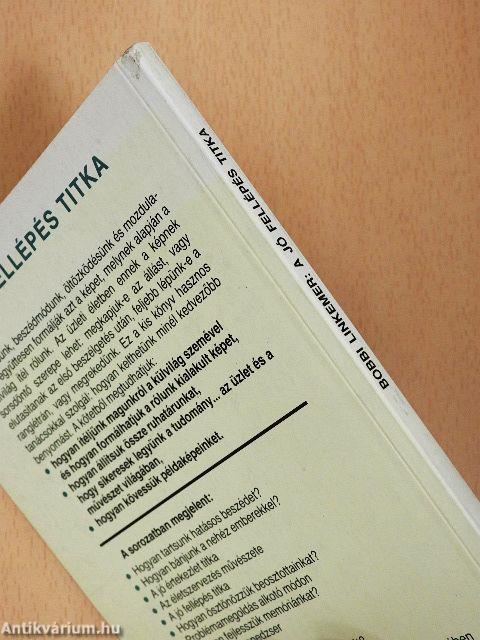 BOBBI LINKEMER: A JÓ FELLÉPÉS TITKA
ELLÉPÉS TITKA
beszédmódunk, öltözködésünk és mozdula-
együttesen formálják azt a képet, melynek alapján a
világ ítél rólunk. Az üzleti életben ennek a képnek
sorsdöntő szerepe lehet: megkapjuk-e az állást, vagy
elutasítanak az első beszélgetés után, feljebb lépünk-e a
ranglétrán, vagy megrekedünk. Ez a kis könyv hasznos
tanácsokkal szolgál: hogyan kelthetünk minél kedvezőbb
benyomást! A kötetből megtudhatjuk:
• hogyan ítéljünk magunkról a külvilág szemével
és hogyan formálhatjuk a rólunk kialakult képet,
• hogyan állítsuk össze ruhatárunkat,
hogy sikeresek legyünk a tudomány... az üzlet és a
művészet világában,
• hogyan kövessük példaképeinket.
A sorozatban megjelent:
• Hogyan tartsunk hatásos beszédet?
• Hogyan bánjunk a nehéz emberekkel?
• A jó értekezlet titka
• Az életszervezés művészete
• A jó fellépés titka
• Hogyan ösztönözzük beosztottainkat?
Problémamegoldás alkotó módon
fejlesszük memóriánkat?
Antikvárium.hu